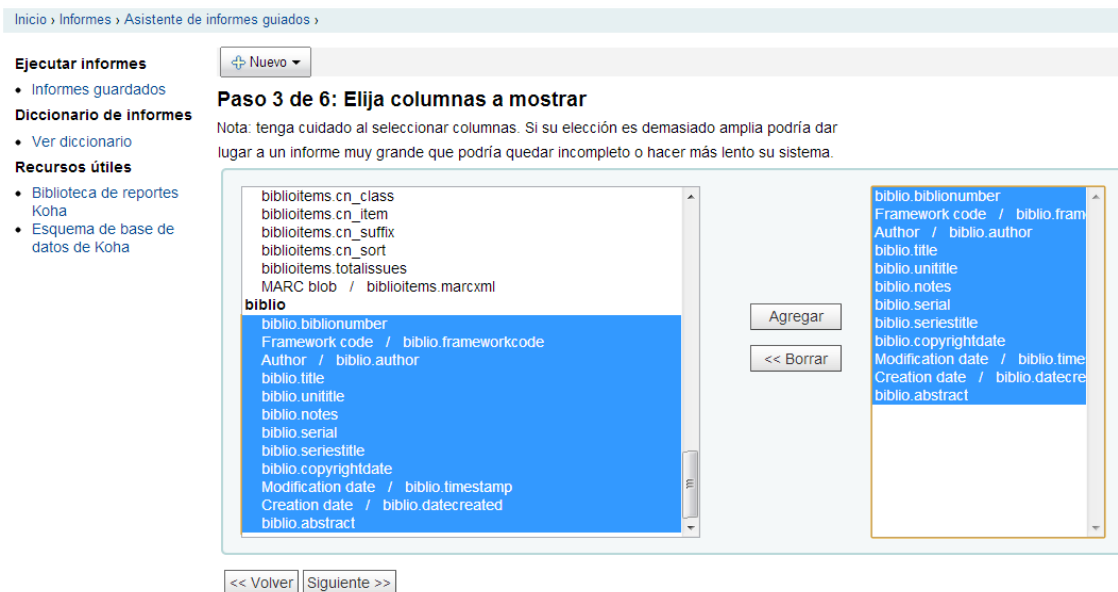 Inicio › Informes › Asistente de informes guiados ›
Ejecutar informes
• Informes guardados
Diccionario de informes
• Ver diccionario
Recursos útiles
• Biblioteca de reportes
Koha
• Esquema de base de
datos de Koha
Nuevo
Paso 3 de 6: Elija columnas a mostrar
Nota: tenga cuidado al seleccionar columnas. Si su elección es demasiado amplia podría dar
lugar a un informe muy grande que podría quedar incompleto o hacer más lento su sistema.
biblioitems.cn_class
biblioitems.cn_item
biblioitems.cn_suffix
biblioitems.cn_sort
biblioitems.totalissues
MARC blob / biblioitems.marcxml
biblio
biblio.biblionumber
Framework code / biblio.frameworkcode
Author / biblio.author
biblio.title
biblio.unititle
biblio.notes
biblio.serial
biblio.seriestitle
biblio.copyrightdate
Modification date / biblio.timestamp
Creation date / biblio.datecreated
biblio.abstract
Agregar
<< Borrar
biblio.biblionumber
Framework code / biblio.fram
Author / biblio.author
biblio.title
biblio.unititle
biblio.notes
biblio.serial
biblio.seriestitle
biblio.copyrightdate
Modification date / biblio.time
Creation date / biblio.datecre
biblio.abstract
<< Volver
Siguiente >>